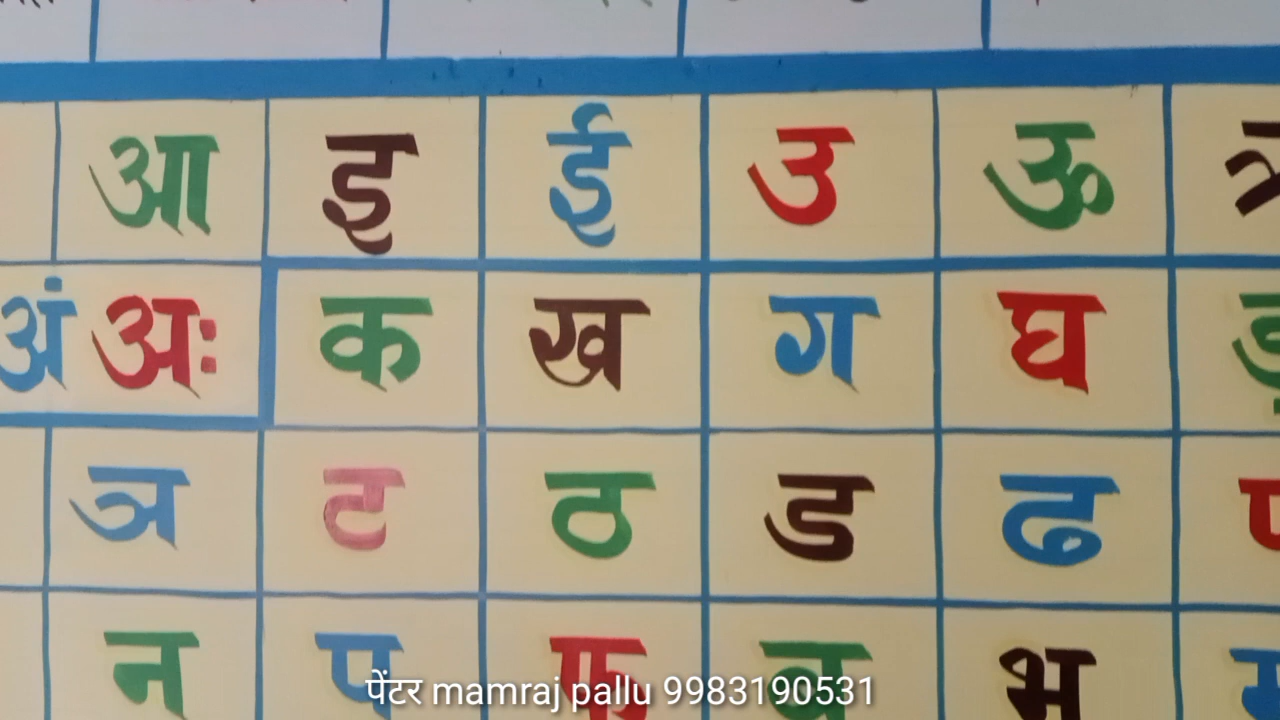 आ इ ई उ ऊ
अं अः क ख ग घ ङ
ञ ट ठ ड ढ
न प फ ब भ
पेंटर mamraj pallu 9983190531